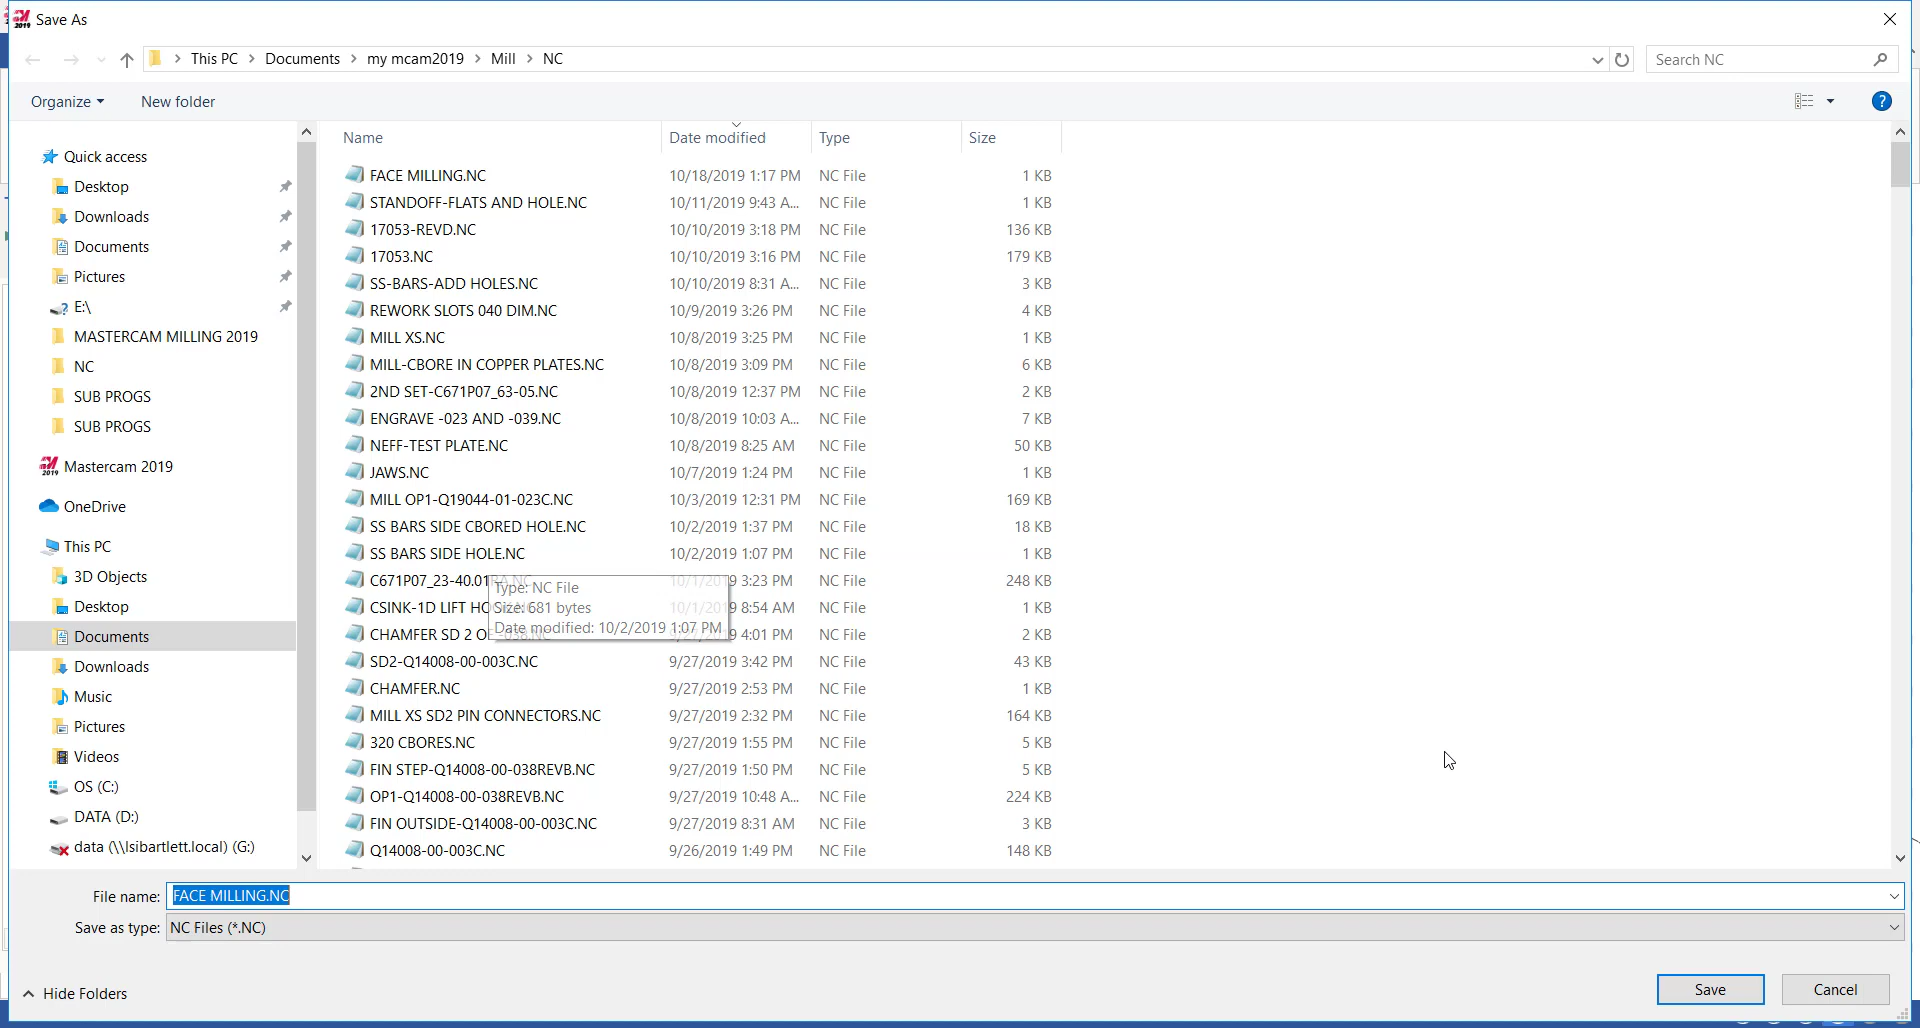 Save As
This PC > Documents > my mcam2019 > Mill > NC
Search NC
Organize
New folder
Quick access
Desktop
Downloads
Documents
Pictures
E:\
MASTERCAM MILLING 2019
NC
SUB PROGS
SUB PROGS
Mastercam 2019
OneDrive
This PC
3D Objects
Desktop
Documents
Downloads
Music
Pictures
Videos
OS (C:)
DATA (D:)
data (\\lsibartlett.local) (G:)
Name Date modified Type Size
FACE MILLING.NC 10/18/2019 1:17 PM NC File 1 KB
STANDOFF-FLATS AND HOLE.NC 10/11/2019 9:43 A... NC File 1 KB
17053-REVD.NC 10/10/2019 3:18 PM NC File 136 KB
17053.NC 10/10/2019 3:16 PM NC File 179 KB
SS-BARS-ADD HOLES.NC 10/10/2019 8:31 A... NC File 3 KB
REWORK SLOTS 040 DIM.NC 10/9/2019 3:26 PM NC File 4 KB
MILL XS.NC 10/8/2019 3:25 PM NC File 1 KB
MILL-CBORE IN COPPER PLATES.NC 10/8/2019 3:09 PM NC File 6 KB
2ND SET-C671P07_63-05.NC 10/8/2019 12:37 PM NC File 2 KB
ENGRAVE -023 AND -039.NC 10/8/2019 10:03 A... NC File 7 KB
NEFF-TEST PLATE.NC 10/8/2019 8:25 AM NC File 50 KB
JAWS.NC 10/7/2019 1:24 PM NC File 1 KB
MILL OP1-Q19044-01-023C.NC 10/3/2019 12:31 PM NC File 169 KB
SS BARS SIDE CBORED HOLE.NC 10/2/2019 1:37 PM NC File 18 KB
SS BARS SIDE HOLE.NC 10/2/2019 1:07 PM NC File 1 KB
C671P07_23-40.01RA.NC 10/1/2019 3:23 PM NC File 248 KB
CSINK-1D LIFT 10/1/2019 8:54 AM NC File 1 KB
CHAMFER SD 2 OF -038.NC 9/27/2019 4:01 PM NC File 2 KB
SD2-Q14008-00-003C.NC 9/27/2019 3:42 PM NC File 43 KB
CHAMFER.NC 9/27/2019 2:53 PM NC File 1 KB
MILL XS SD2 PIN CONNECTORS.NC 9/27/2019 2:32 PM NC File 164 KB
320 CBORES.NC 9/27/2019 1:55 PM NC File 5 KB
FIN STEP-Q14008-00-038REVB.NC 9/27/2019 1:50 PM NC File 5 KB
OP1-Q14008-00-038REVB.NC 9/27/2019 10:48 A... NC File 224 KB
FIN OUTSIDE-Q14008-00-003C.NC 9/27/2019 8:31 AM NC File 3 KB
Q14008-00-003C.NC 9/26/2019 1:49 PM NC File 148 KB
Type: NC File
Size: 681 bytes
Date modified: 10/2/2019 1:07 PM
File name: FACE MILLING.NC
Save as type: NC Files (*.NC)
Hide Folders
Save
Cancel